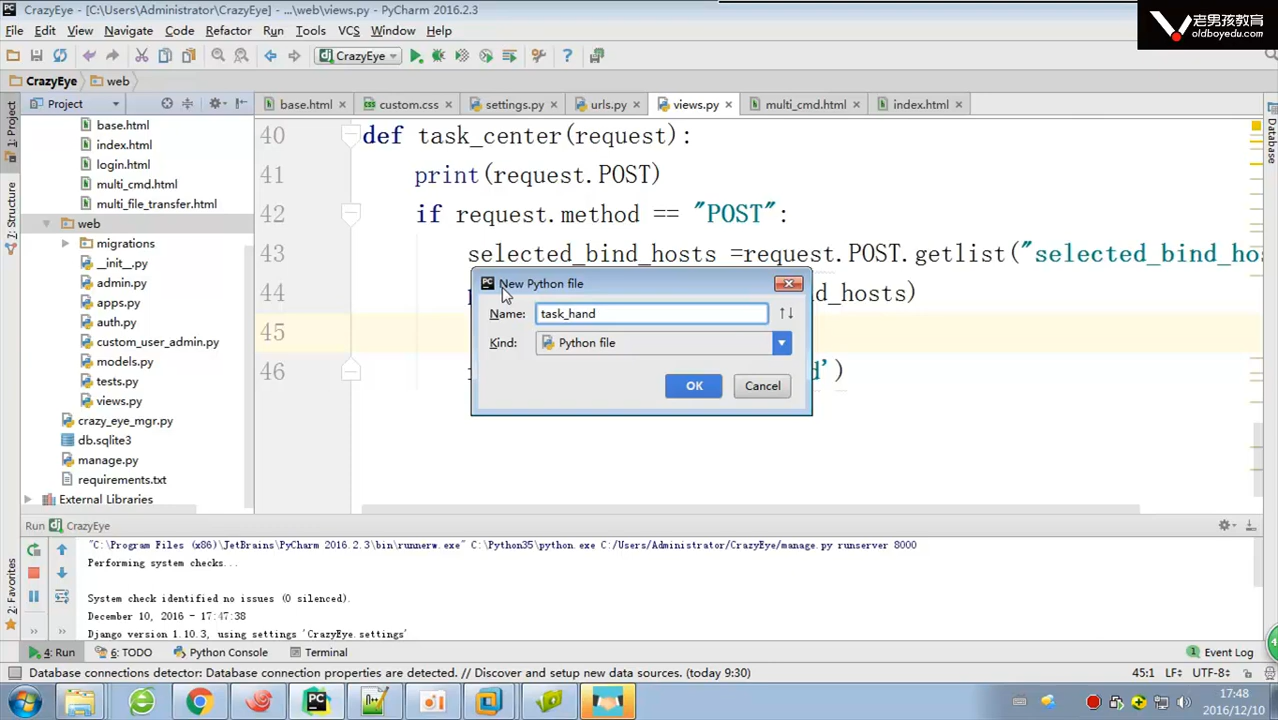 CrazyEye - [C:\Users\Administrator\CrazyEye] - ...\web\views.py - PyCharm 2016.2.3
老男孩教育
oldboyedu.com
File Edit View Navigate Code Refactor Run Tools VCS Window Help
CrazyEye
CrazyEye web
Project
base.html custom.css settings.py urls.py views.py multi_cmd.html index.html
1: Project
7: Structure
2: Favorites
Database
base.html
index.html
login.html
multi_cmd.html
multi_file_transfer.html
web
migrations
__init__.py
admin.py
apps.py
auth.py
custom_user_admin.py
models.py
tests.py
views.py
crazy_eye_mgr.py
db.sqlite3
manage.py
requirements.txt
External Libraries
40 def task_center(request):
41 print(request.POST)
42 if request.method == "POST":
43 selected_bind_hosts =request.POST.getlist("selected_bind_ho
44 d_hosts)
45
46 d')
New Python file
Name: task_hand
Kind: Python file
OK Cancel
Run CrazyEye
"C:\Program Files (x86)\JetBrains\PyCharm 2016.2.3\bin\runnerw.exe" C:\Python35\python.exe C:/Users/Administrator/CrazyEye/manage.py runserver 8000
Performing system checks...
System check identified no issues (0 silenced).
December 10, 2016 - 17:47:38
Django version 1.10.3, using settings 'CrazyEye.settings'
4: Run 6: TODO Python Console Terminal 1 Event Log
Database connections detector: Database connection properties are detected. // Discover and setup new data sources. (today 9:30) 45:1 LF÷ UTF-8÷
17:48
2016/12/10